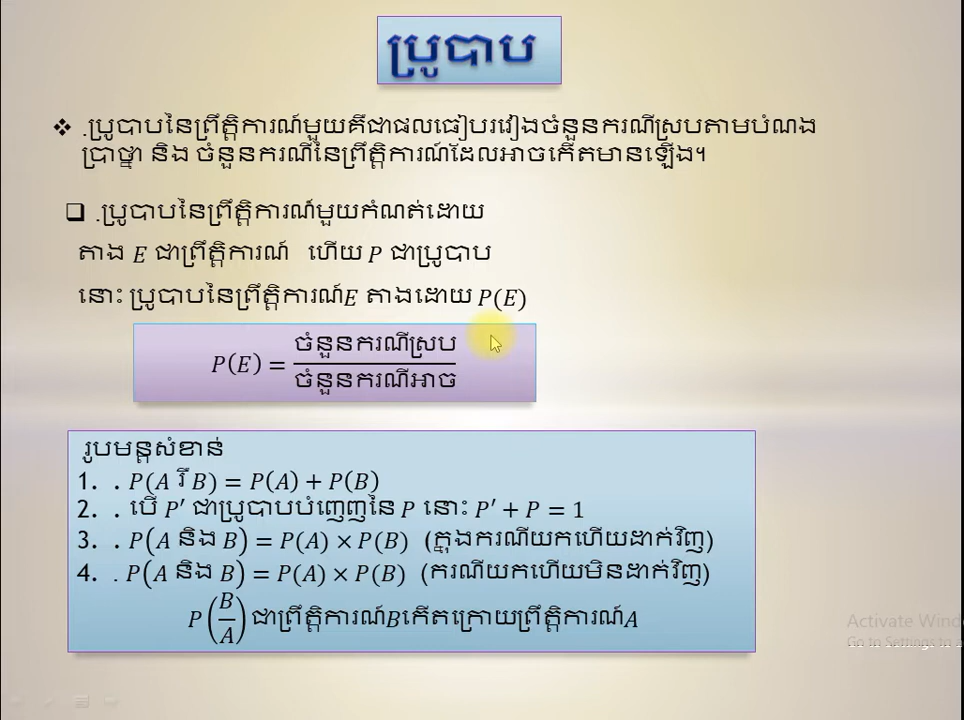 ប្រូបាប
❖ .ប្រូបាបនៃព្រឹត្តិការណ៍មួយគឺជាផលធៀបរវៀងចំនួនករណីស្របតាមបំណង
ប្រាថ្នា និង ចំនួនករណីនៃព្រឹត្តិការណ៍ដែលអាចកើតមានឡើង។
❑ .ប្រូបាបនៃព្រឹត្តិការណ៍មួយកំណត់ដោយ
តាង E ជាព្រឹត្តិការណ៍ ហើយ P ជាប្រូបាប
នោះ ប្រូបាបនៃព្រឹត្តិការណ៍E តាងដោយ P(E)
P(E) = ចំនួនករណីស្រប / ចំនួនករណីអាច
រូបមន្តសំខាន់
1. . P(A រឺ B) = P(A) + P(B)
2. . បើ P′ ជាប្រូបាបបំញេញនៃ P នោះ P′ + P = 1
3. . P(A និង B) = P(A) × P(B) (ក្នុងករណីយកហើយដាក់វិញ)
4. . P(A និង B) = P(A) × P(B) (ករណីយកហើយមិនដាក់វិញ)
P(B/A) ជាព្រឹត្តិការណ៍Bកើតក្រោយព្រឹត្តិការណ៍A
Activate Wind
Go to Settings to a